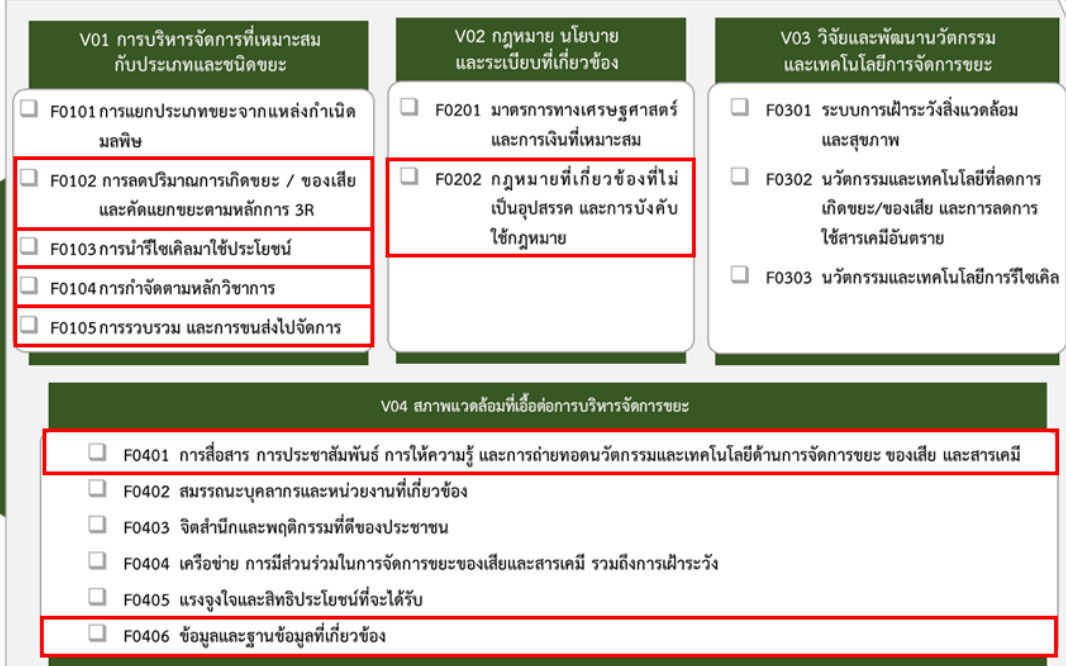 V01 การบริหารจัดการที่เหมาะสม
กับประเภทและชนิดขยะ
F0101 การแยกประเภทขยะจากแหล่งกำเนิด
มลพิษ
F0102 การลดปริมาณการเกิดขยะ / ของเสีย
และคัดแยกขยะตามหลักการ 3R
F0103 การนำรีไซเคิลมาใช้ประโยชน์
F0104 การกำจัดตามหลักวิชาการ
F0105 การรวบรวม และการขนส่งไปจัดการ
V02 กฎหมาย นโยบาย
และระเบียบที่เกี่ยวข้อง
F0201 มาตรการทางเศรษฐศาสตร์
และการเงินที่เหมาะสม
F0202 กฎหมายที่เกี่ยวข้องที่ไม่
เป็นอุปสรรค และการบังคับ
ใช้กฎหมาย
V03 วิจัยและพัฒนานวัตกรรม
และเทคโนโลยีการจัดการขยะ
F0301 ระบบการเฝ้าระวังสิ่งแวดล้อม
และสุขภาพ
F0302 นวัตกรรมและเทคโนโลยีที่ลดการ
เกิดขยะ/ของเสีย และการลดการ
ใช้สารเคมีอันตราย
F0303 นวัตกรรมและเทคโนโลยีการรีไซเคิล
V04 สภาพแวดล้อมที่เอื้อต่อการบริหารจัดการขยะ
F0401 การสื่อสาร การประชาสัมพันธ์ การให้ความรู้ และการถ่ายทอดนวัตกรรมและเทคโนโลยีด้านการจัดการขยะ ของเสีย และสารเคมี
F0402 สมรรถนะบุคลากรและหน่วยงานที่เกี่ยวข้อง
F0403 จิตสำนึกและพฤติกรรมที่ดีของประชาชน
F0404 เครือข่าย การมีส่วนร่วมในการจัดการขยะของเสียและสารเคมี รวมถึงการเฝ้าระวัง
F0405 แรงจูงใจและสิทธิประโยชน์ที่จะได้รับ
F0406 ข้อมูลและฐานข้อมูลที่เกี่ยวข้อง